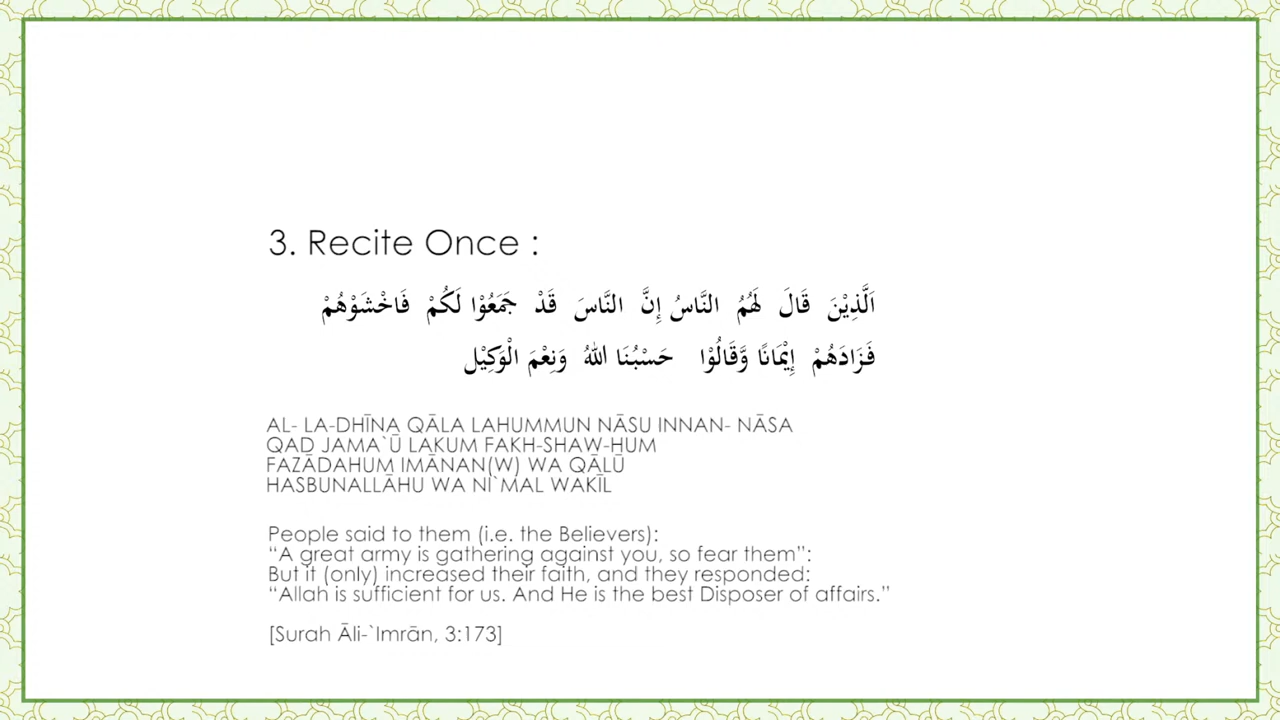 3. Recite Once :
اَلَّذِيْنَ قَالَ لَهُمُ النَّاسُ إِنَّ النَّاسَ قَدْ جَمَعُوْا لَكُمْ فَاخْشَوْهُمْ
فَزَادَهُمْ إِيْمَانًا وَّقَالُوْا حَسْبُنَا اللهُ وَنِعْمَ الْوَكِيْل
AL- LA-DHĪNA QĀLA LAHUMMUN NĀSU INNAN- NĀSA
QAD JAMA`Ū LAKUM FAKH-SHAW-HUM
FAZĀDAHUM IMĀNAN(W) WA QĀLŪ
HASBUNALLĀHU WA NI`MAL WAKĪL
People said to them (i.e. the Believers):
“A great army is gathering against you, so fear them”:
But it (only) increased their faith, and they responded:
“Allah is sufficient for us. And He is the best Disposer of affairs.”
[Surah Āli-`Imrān, 3:173]